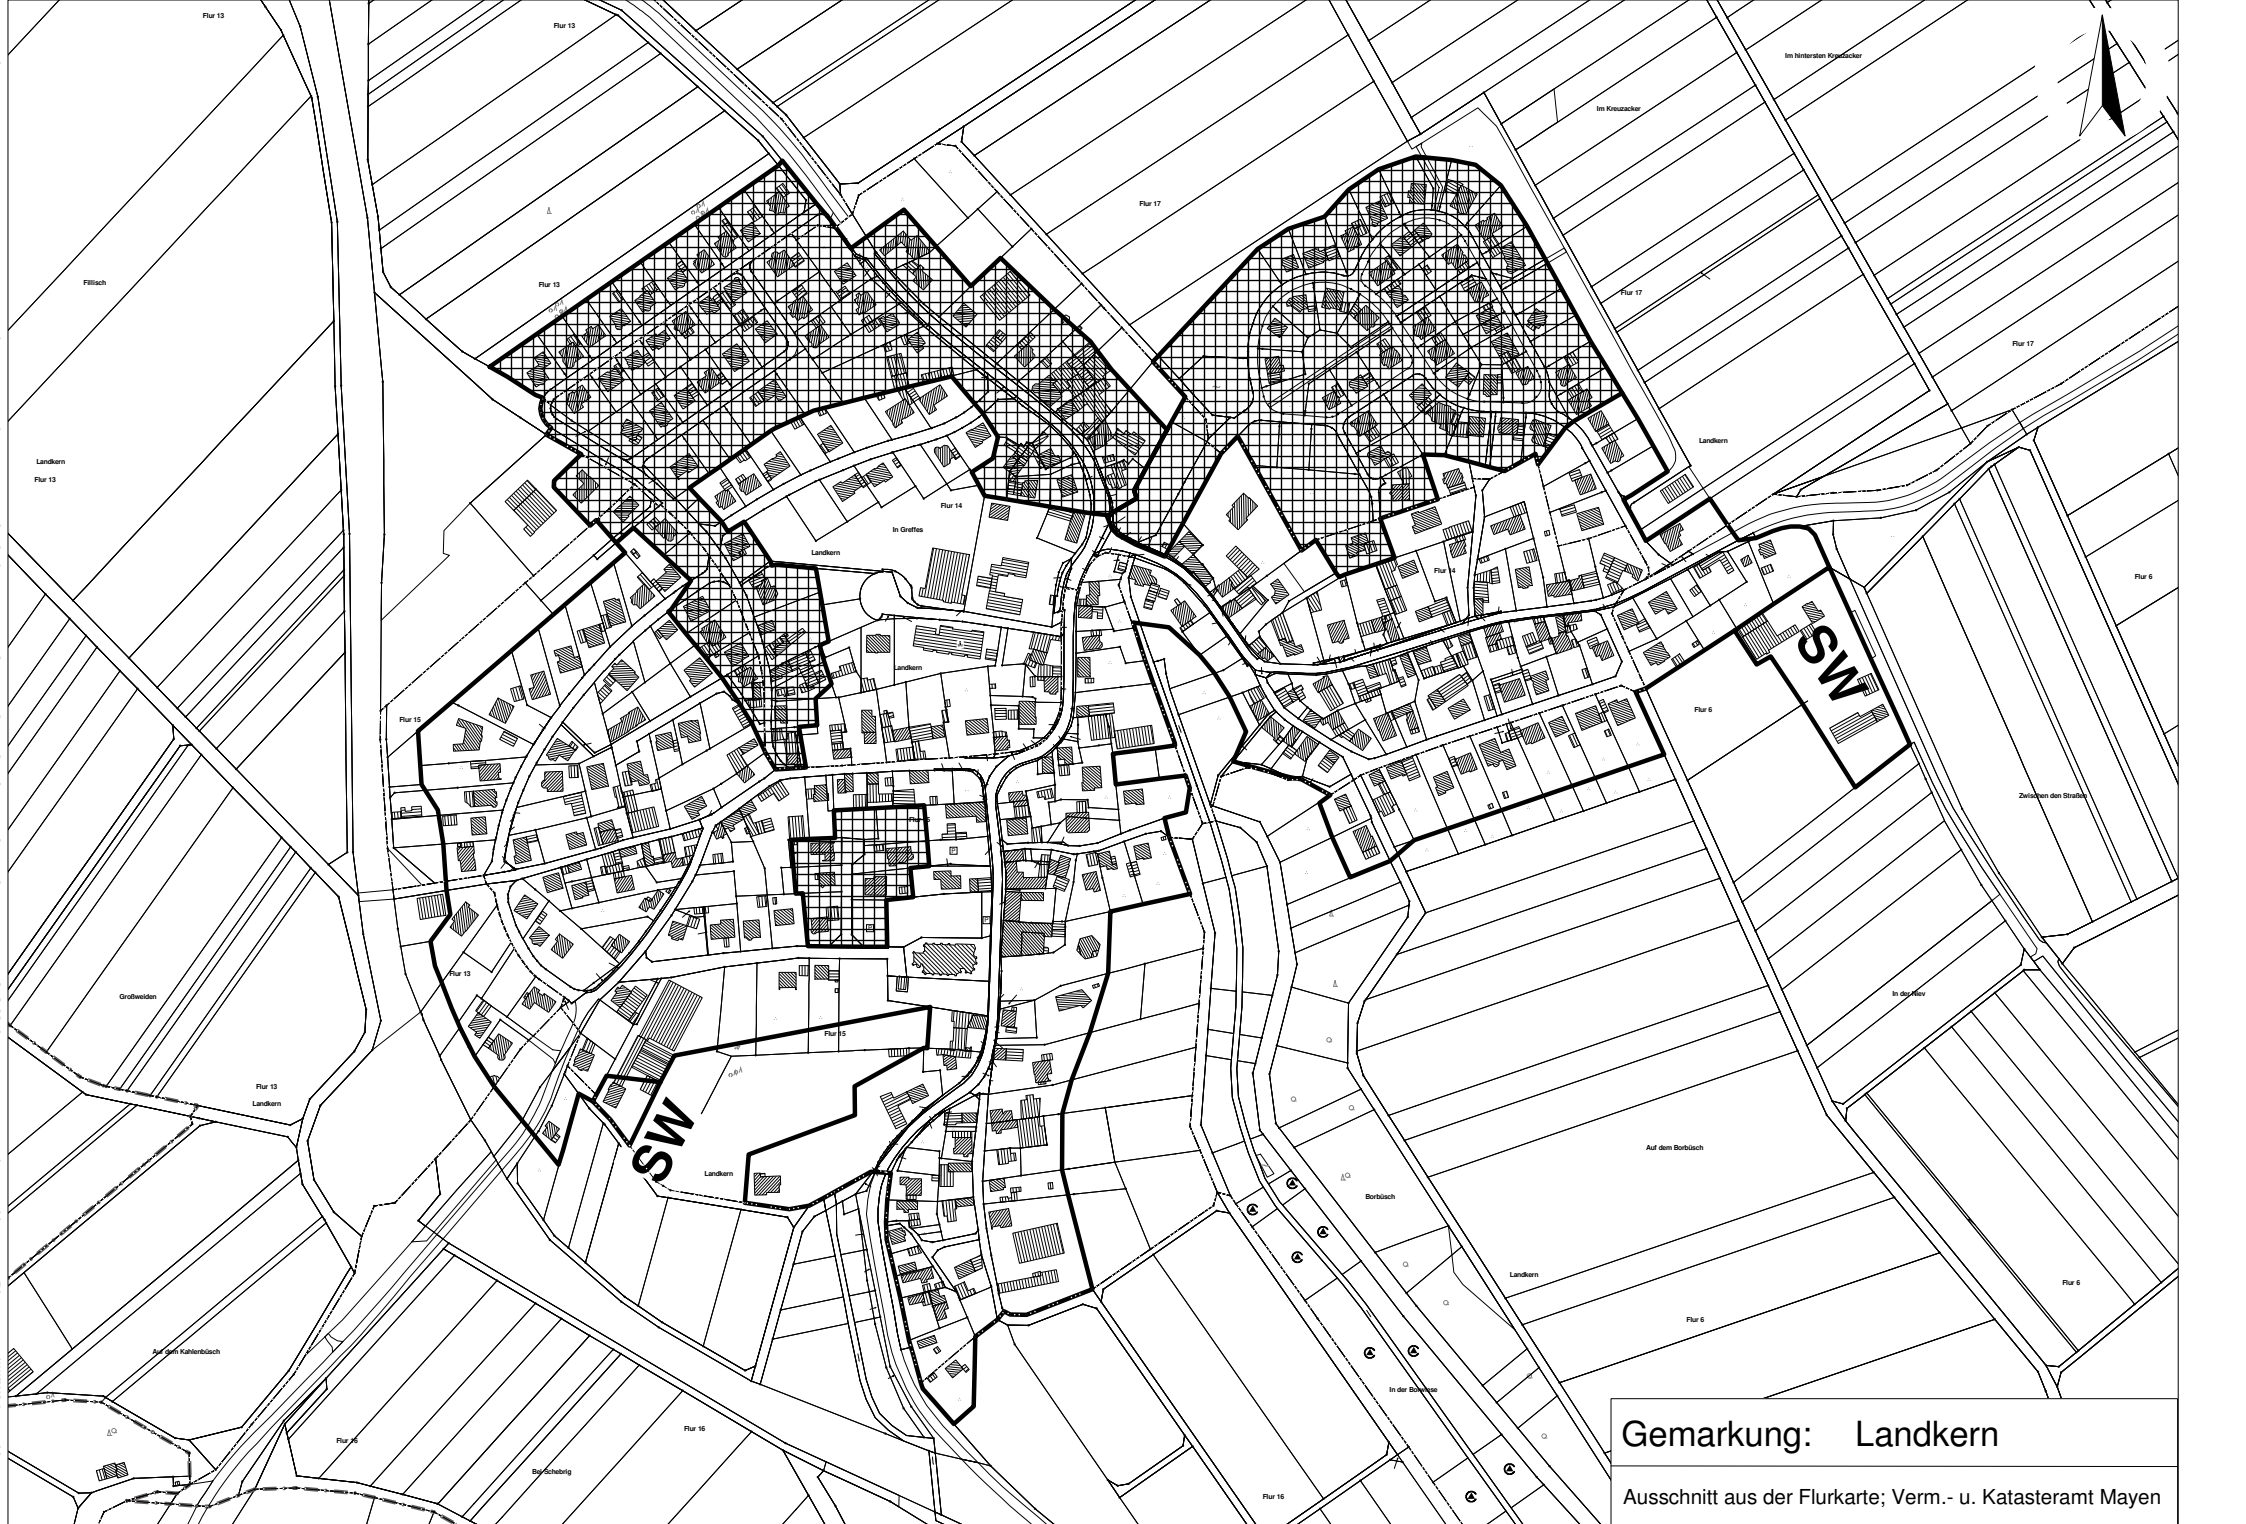 Flur 13
Flur 13
Im hintersten Kreuzacker
Im Kreuzacker
Flur 17
Fillisch
Flur 13
Flur 17
Flur 17
Landkern
Landkern
Flur 13
Flur 14
In Greffes
Landkern
Flur 14
Flur 6
SW
Landkern
Flur 15
Flur 6
Zwischen den Straßen
Flur 13
Großweiden
In der Niev
Flur 15
Flur 13
Landkern
SW
Landkern
Auf dem Borbüsch
Borbüsch
Landkern
Flur 6
Flur 6
Auf dem Kahlenbüsch
In der Borwiese
Flur 16
Flur 16
Bei Schebrig
Flur 16
Gemarkung: Landkern
Ausschnitt aus der Flurkarte; Verm.- u. Katasteramt Mayen